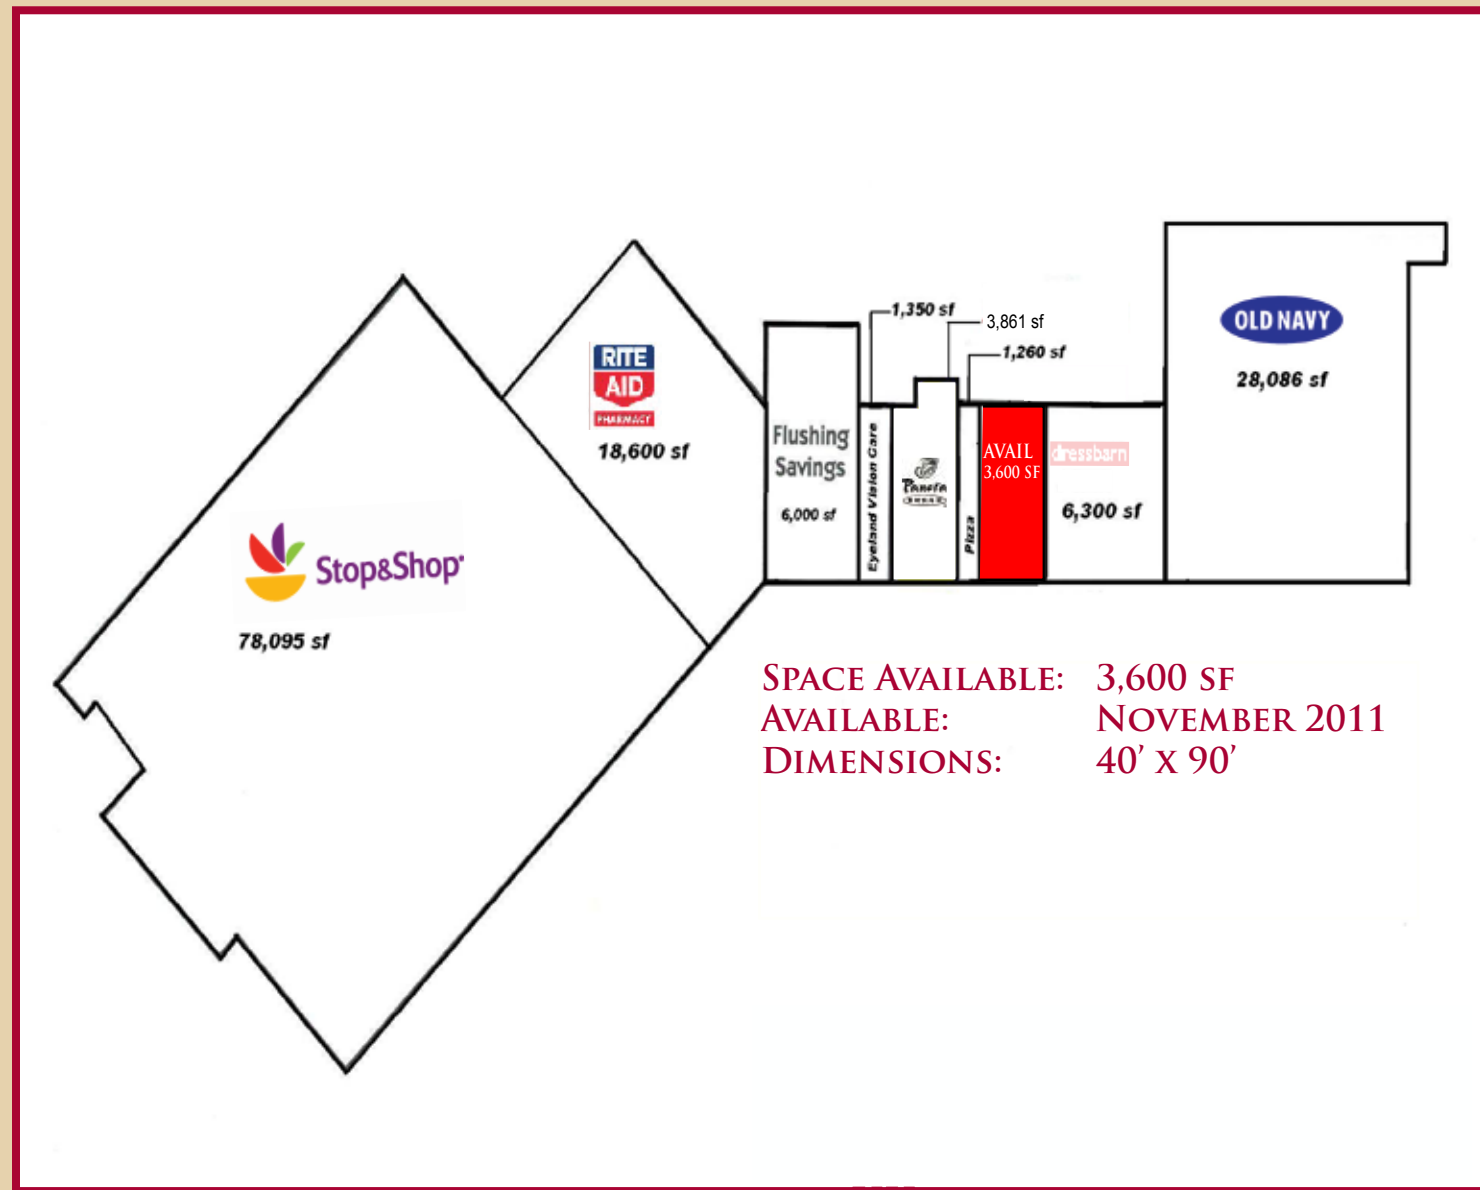 Stop&Shop
78,095 sf
RITE
AID
PHARMACY
18,600 sf
Flushing
Savings
6,000 sf
1,350 sf
Eyeland Vision Care
3,861 sf
Panera
BREAD
1,260 sf
Pizza
AVAIL
3,600 SF
dressbarn
6,300 sf
OLD NAVY
28,086 sf
SPACE AVAILABLE: 3,600 SF
AVAILABLE: NOVEMBER 2011
DIMENSIONS: 40’ X 90’